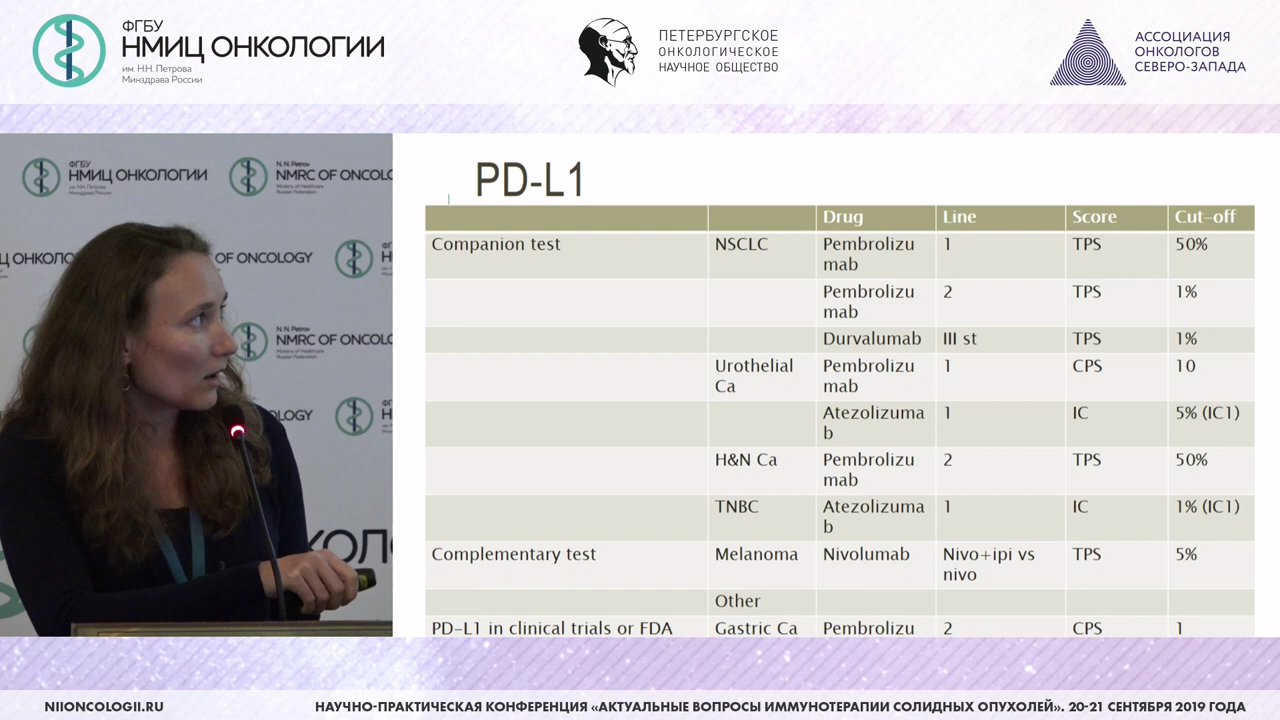 ФГБУ
НМИЦ ОНКОЛОГИИ
им. Н.Н. Петрова
Минздрава России
ПЕТЕРБУРГСКОЕ
ОНКОЛОГИЧЕСКОЕ
НАУЧНОЕ ОБЩЕСТВО
АССОЦИАЦИЯ
ОНКОЛОГОВ
СЕВЕРО-ЗАПАДА
ФГБУ
НМИЦ ОНКОЛОГИИ
им. Н.Н. Петрова
Минздрава России
N.N. Petrov
NMRC OF ONCOLO
Ministry of Healthcare
Russian Federation
Ц ОНКОЛО
OF ONCOLOGY
N.N. Petrov
NMRC OF ONCOLO
Ministry of Healthcare
Russian Federation
OLOGY
КОЛО
PD-L1
Drug Line Score Cut-off
Companion test NSCLC Pembrolizu 1 TPS 50%
mab
Pembrolizu 2 TPS 1%
mab
Durvalumab III st TPS 1%
Urothelial Pembrolizu 1 CPS 10
Ca mab
Atezolizuma 1 IC 5% (IC1)
b
H&N Ca Pembrolizu 2 TPS 50%
mab
TNBC Atezolizuma 1 IC 1% (IC1)
b
Complementary test Melanoma Nivolumab Nivo+ipi vs TPS 5%
nivo
Other
PD-L1 in clinical trials or FDA Gastric Ca Pembrolizu 2 CPS 1
NIIONCOLOGII.RU
НАУЧНО-ПРАКТИЧЕСКАЯ КОНФЕРЕНЦИЯ «АКТУАЛЬНЫЕ ВОПРОСЫ ИММУНОТЕРАПИИ СОЛИДНЫХ ОПУХОЛЕЙ». 20-21 СЕНТЯБРЯ 2019 ГОДА